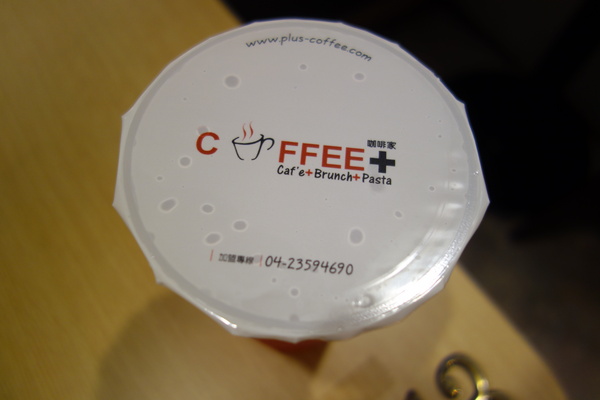 www.plus-coffee.com
C FFEE+
咖啡家
Caf'e+Brunch+Pasta
加盟專線 04-23594690